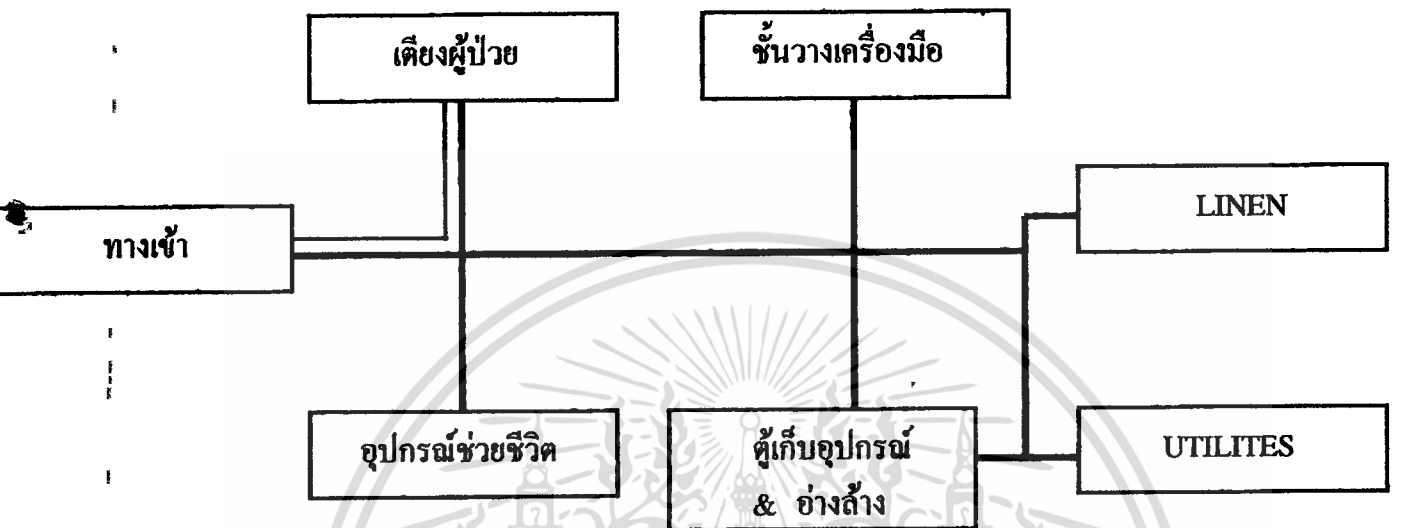 เตียงผู้ป่วย
ชั้นวางเครื่องมือ
LINEN
ทางเข้า
อุปกรณ์ช่วยชีวิต
ตู้เก็บอุปกรณ์
& อ่างล้าง
UTILITES